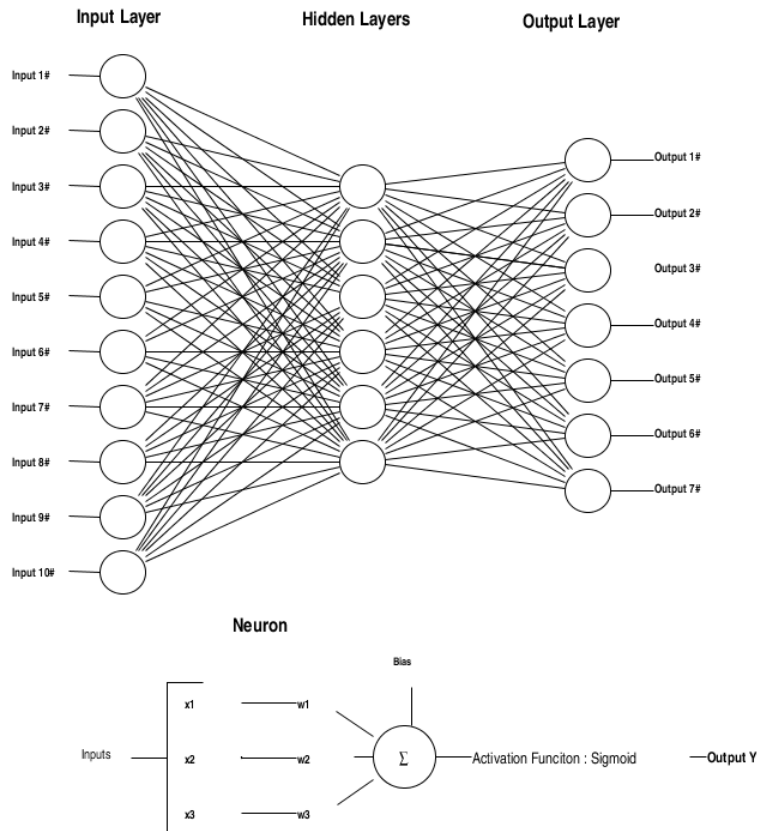 Input Layer
Hidden Layers
Output Layer
Input 1#
Input 2#
Input 3#
Input 4#
Input 5#
Input 6#
Input 7#
Input 8#
Input 9#
Input 10#
Output 1#
Output 2#
Output 3#
Output 4#
Output 5#
Output 6#
Output 7#
Neuron
Bias
Inputs
x1
w1
x2
w2
x3
w3
Σ
Activation Funciton : Sigmoid
Output Y